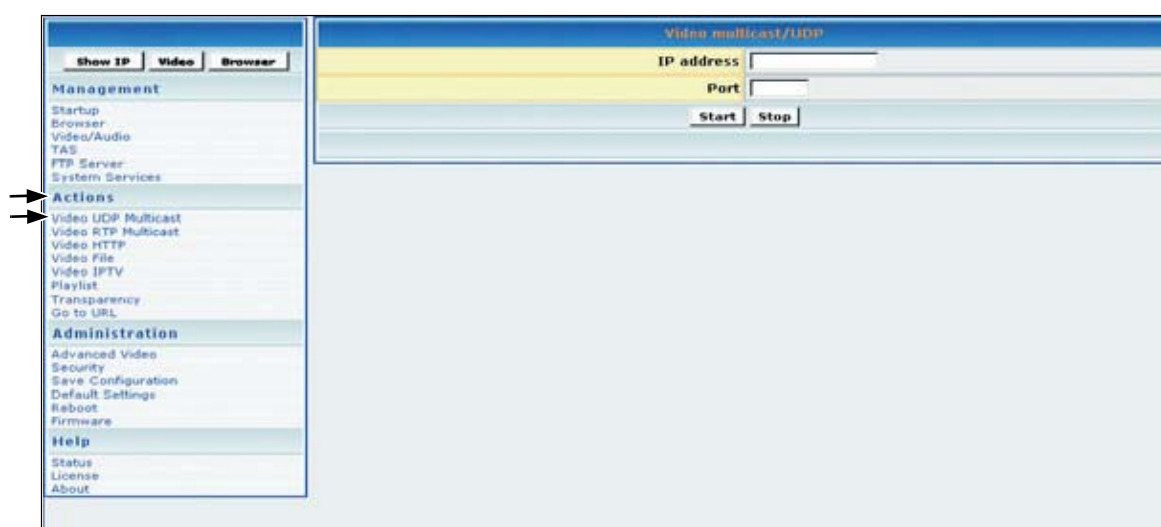 Show IP Video Browser
Management
Startup
Browser
Video/Audio
TAS
FTP Server
System Services
Actions
Video UDP Multicast
Video RTP Multicast
Video HTTP
Video File
Video IPTV
Playlist
Transparency
Go to URL
Administration
Advanced Video
Security
Save Configuration
Default Settings
Reboot
Firmware
Help
Status
License
About
Video multicast/UDP
IP address
Port
Start Stop